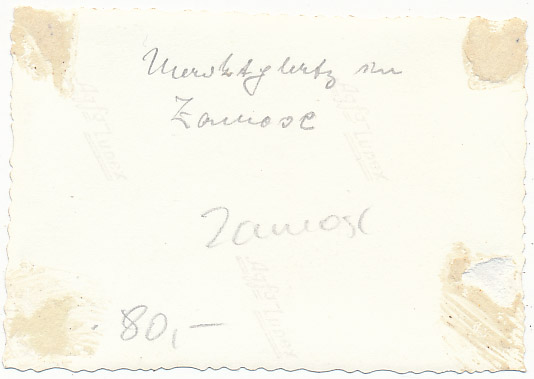 Marktplatz in
Zamosc
Zamosc
80,-